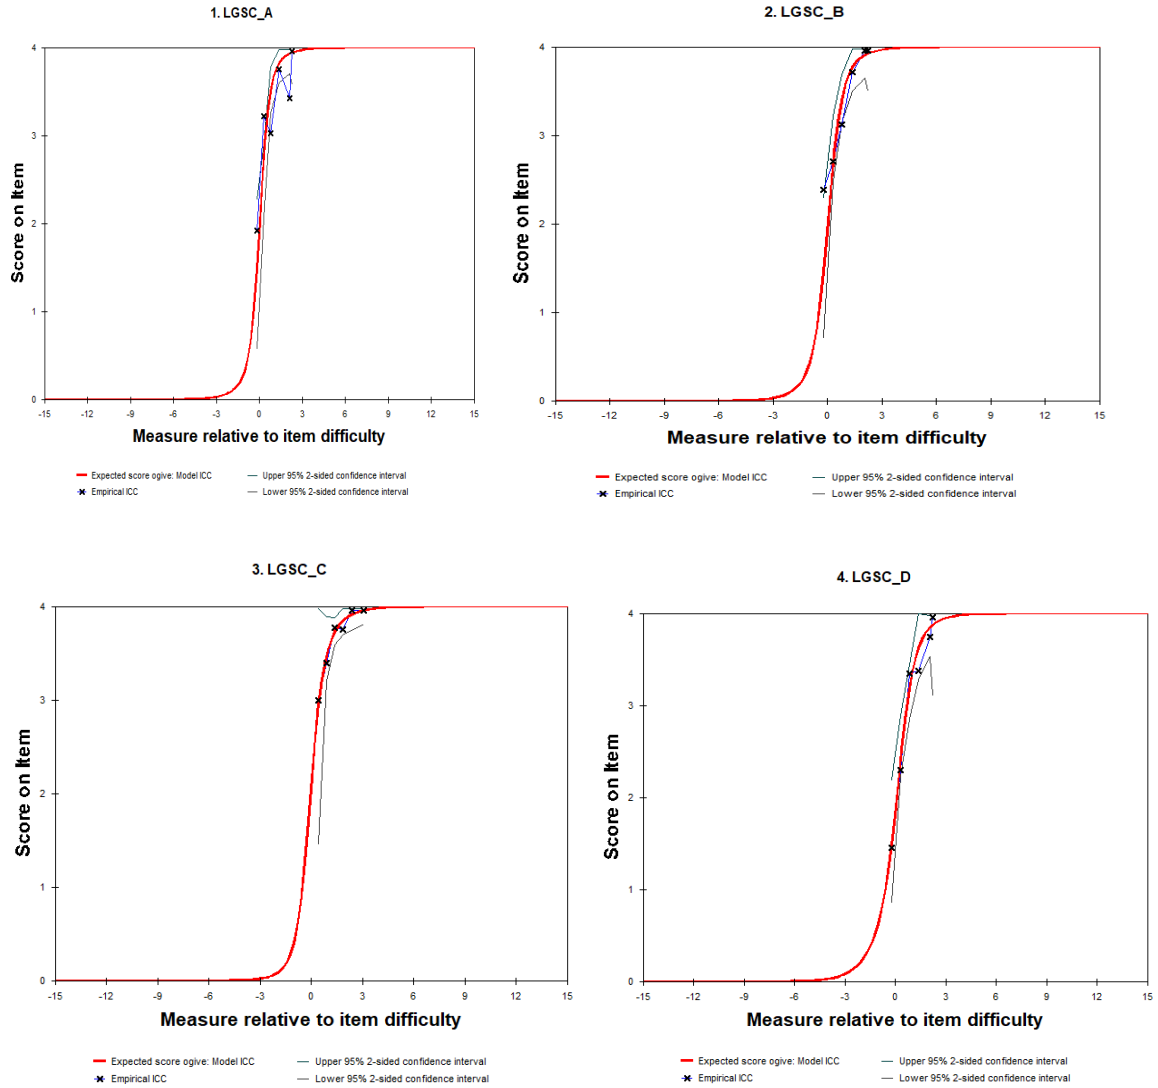 1. LGSC_A
4
3
2
1
0
Score on Item
-15 -12 -9 -6 -3 0 3 6 9 12 15
Measure relative to item difficulty
Expected score ogive: Model ICC Upper 95% 2-sided confidence interval
Empirical ICC Lower 95% 2-sided confidence interval
2. LGSC_B
4
3
2
1
0
Score on Item
-15 -12 -9 -6 -3 0 3 6 9 12 15
Measure relative to item difficulty
Expected score ogive: Model ICC Upper 95% 2-sided confidence interval
Empirical ICC Lower 95% 2-sided confidence interval
3. LGSC_C
4
3
2
1
0
Score on Item
-15 -12 -9 -6 -3 0 3 6 9 12 15
Measure relative to item difficulty
Expected score ogive: Model ICC Upper 95% 2-sided confidence interval
Empirical ICC Lower 95% 2-sided confidence interval
4. LGSC_D
4
3
2
1
0
Score on Item
-15 -12 -9 -6 -3 0 3 6 9 12 15
Measure relative to item difficulty
Expected score ogive: Model ICC Upper 95% 2-sided confidence interval
Empirical ICC Lower 95% 2-sided confidence interval